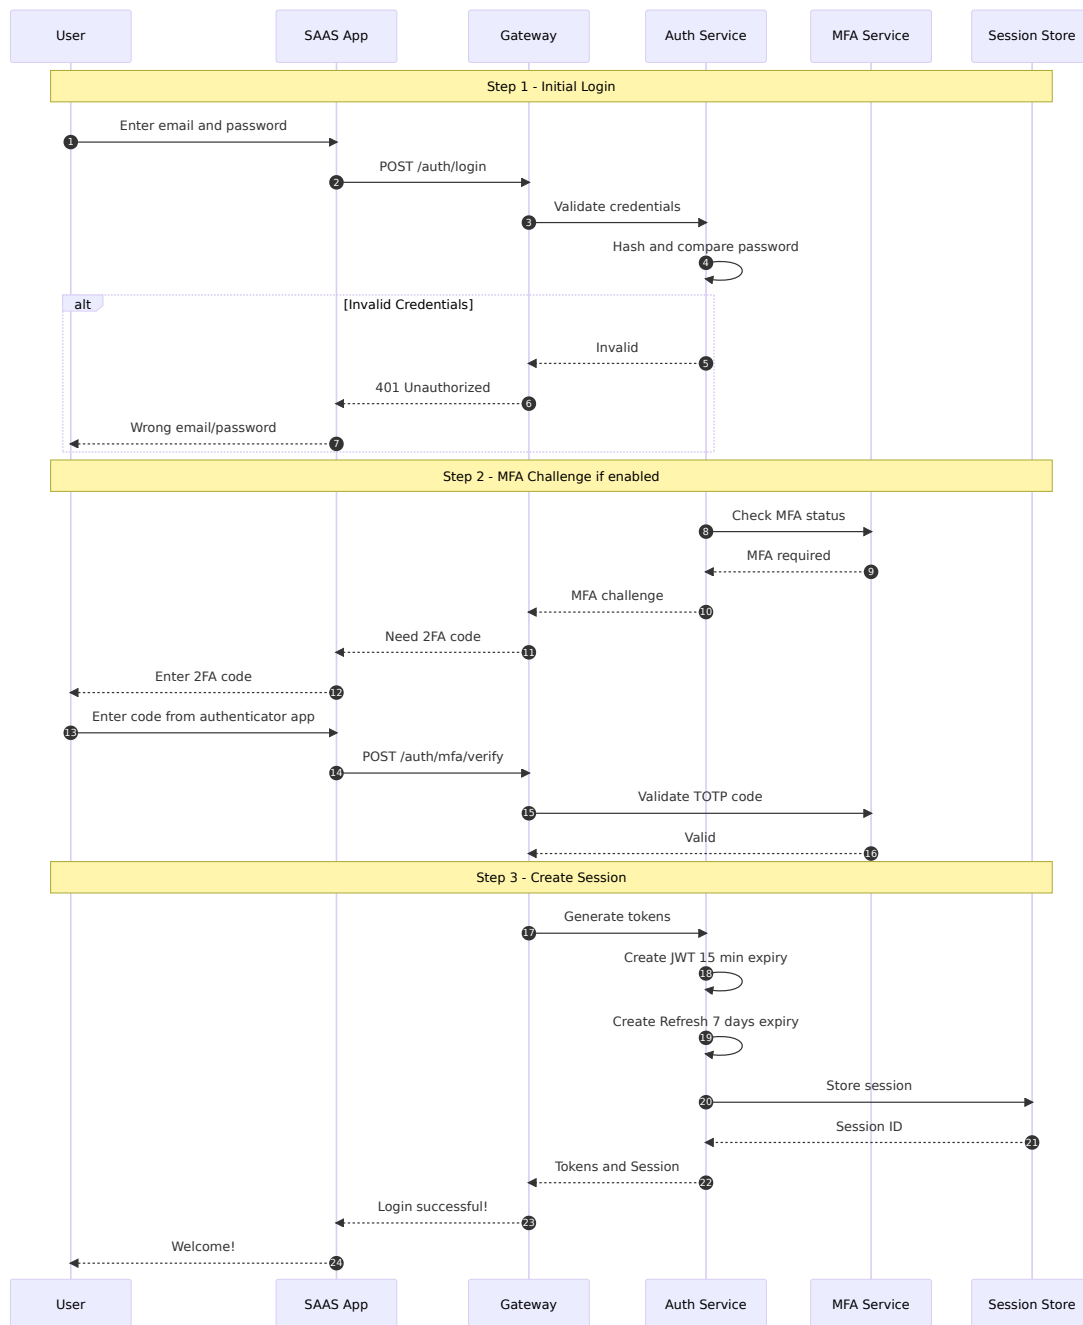 User
SAAS App
Gateway
Auth Service
MFA Service
Session Store
Step 1 - Initial Login
Enter email and password
1
POST /auth/login
2
Validate credentials
3
Hash and compare password
4
alt
[Invalid Credentials]
Invalid
5
401 Unauthorized
6
Wrong email/password
7
Step 2 - MFA Challenge if enabled
Check MFA status
8
MFA required
9
MFA challenge
10
Need 2FA code
11
Enter 2FA code
12
Enter code from authenticator app
13
POST /auth/mfa/verify
14
Validate TOTP code
15
Valid
16
Step 3 - Create Session
Generate tokens
17
Create JWT 15 min expiry
18
Create Refresh 7 days expiry
19
Store session
20
Session ID
21
Tokens and Session
22
Login successful!
23
Welcome!
24
User
SAAS App
Gateway
Auth Service
MFA Service
Session Store